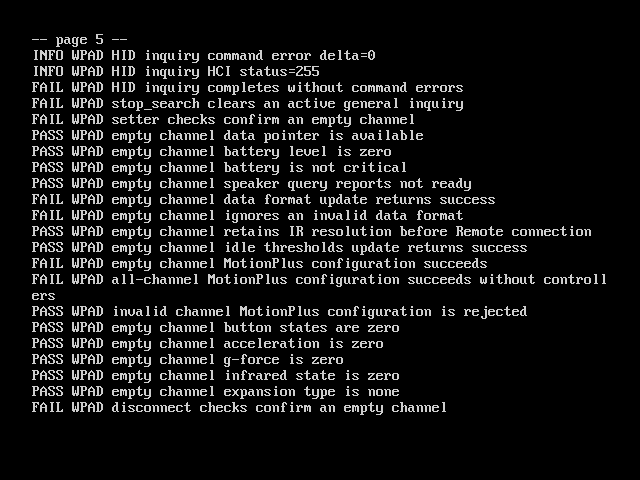 -- page 5 --
INFO WPAD HID inquiry command error delta=0
INFO WPAD HID inquiry HCI status=255
FAIL WPAD HID inquiry completes without command errors
FAIL WPAD stop_search clears an active general inquiry
FAIL WPAD setter checks confirm an empty channel
PASS WPAD empty channel data pointer is available
PASS WPAD empty channel battery level is zero
PASS WPAD empty channel battery is not critical
PASS WPAD empty channel speaker query reports not ready
FAIL WPAD empty channel data format update returns success
FAIL WPAD empty channel ignores an invalid data format
PASS WPAD empty channel retains IR resolution before Remote connection
PASS WPAD empty channel idle thresholds update returns success
FAIL WPAD empty channel MotionPlus configuration succeeds
FAIL WPAD all-channel MotionPlus configuration succeeds without controll
ers
PASS WPAD invalid channel MotionPlus configuration is rejected
PASS WPAD empty channel button states are zero
PASS WPAD empty channel acceleration is zero
PASS WPAD empty channel g-force is zero
PASS WPAD empty channel infrared state is zero
PASS WPAD empty channel expansion type is none
FAIL WPAD disconnect checks confirm an empty channel